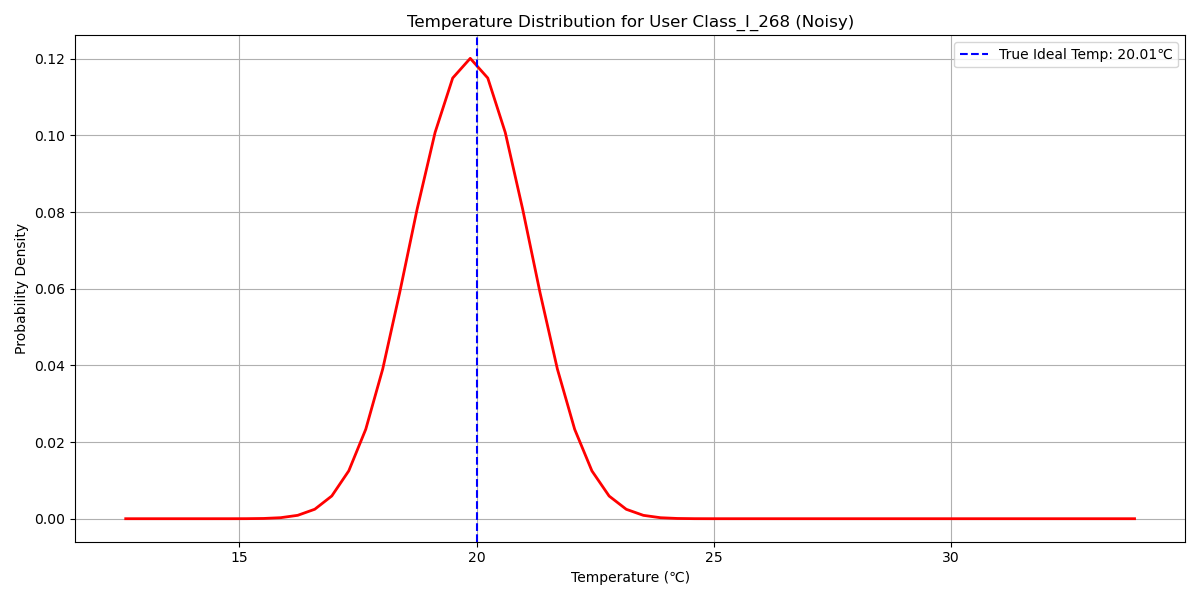 Temperature Distribution for User Class_I_268 (Noisy)
True Ideal Temp: 20.01℃
0.12
0.10
0.08
0.06
0.04
0.02
0.00
Probability Density
15
20
25
30
Temperature (℃)